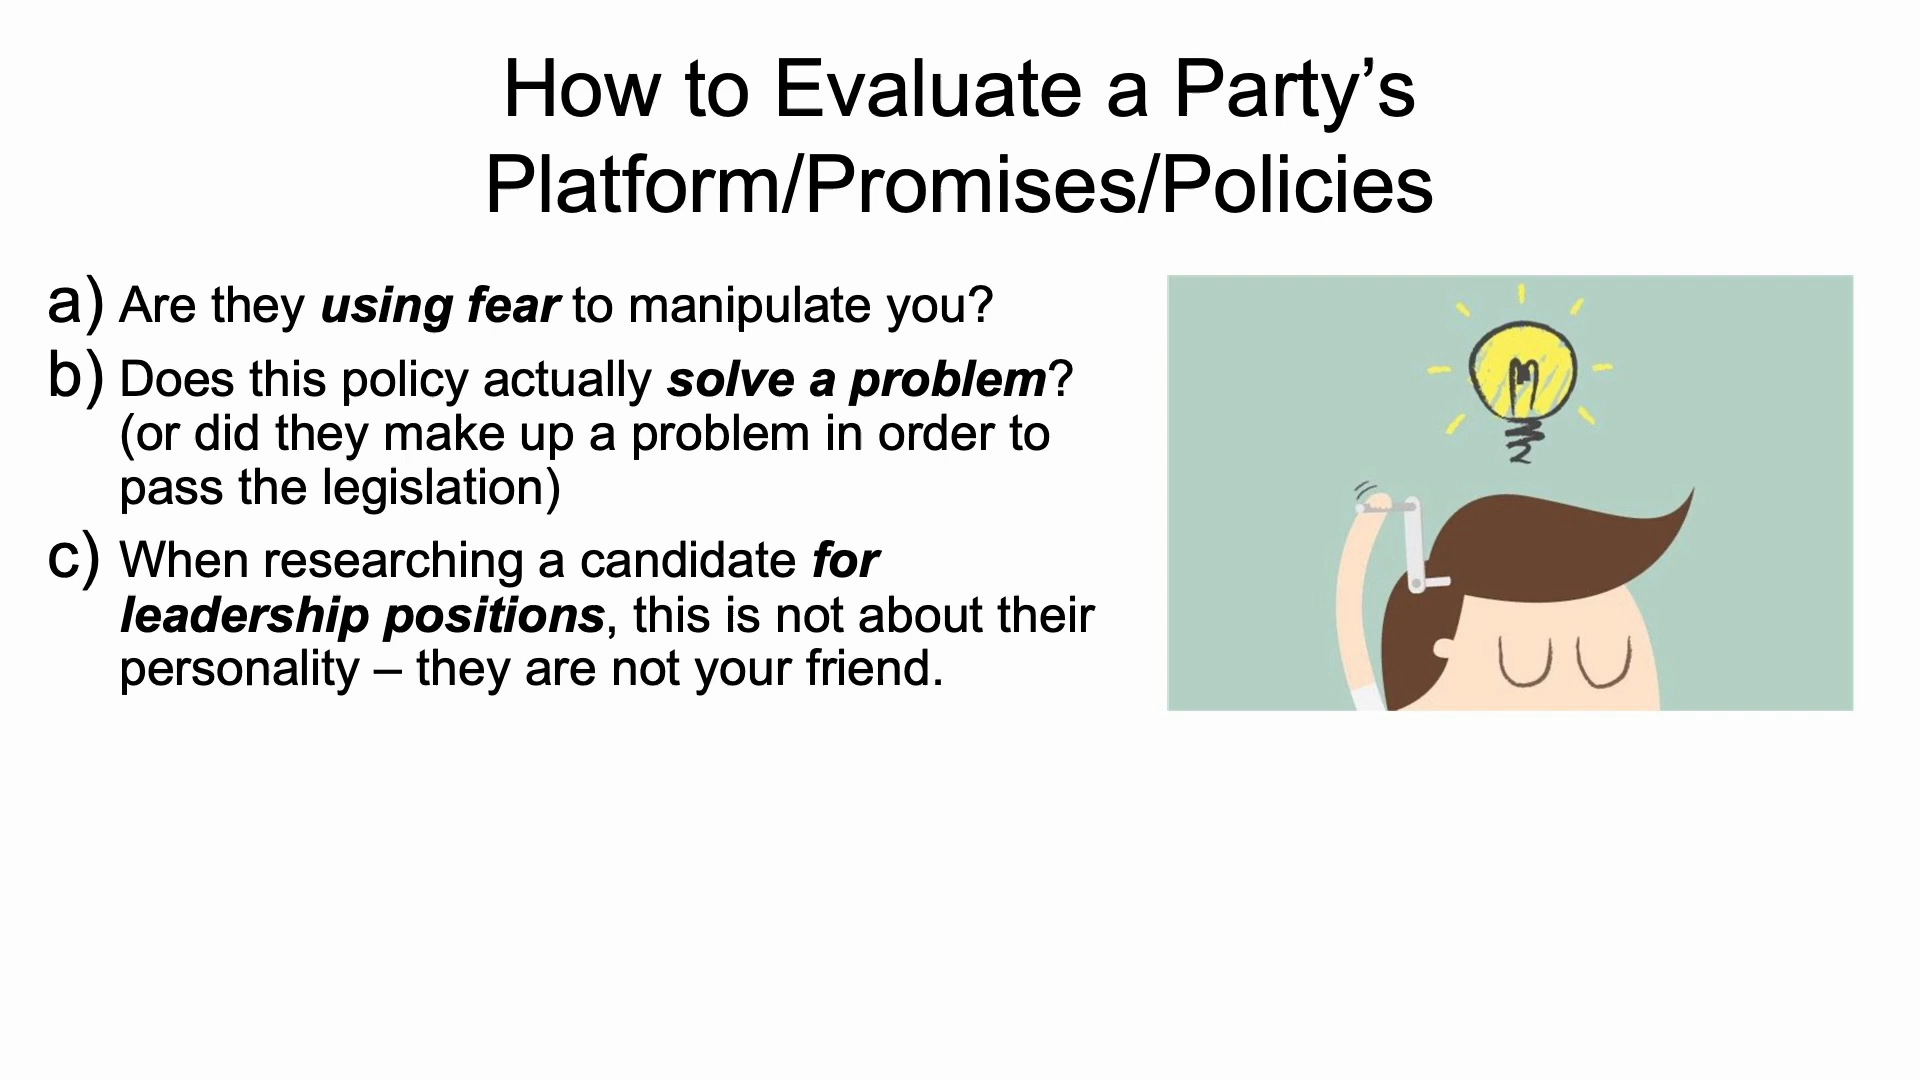 How to Evaluate a Party’s
Platform/Promises/Policies
a) Are they using fear to manipulate you?
b) Does this policy actually solve a problem?
(or did they make up a problem in order to
pass the legislation)
c) When researching a candidate for
leadership positions, this is not about their
personality – they are not your friend.